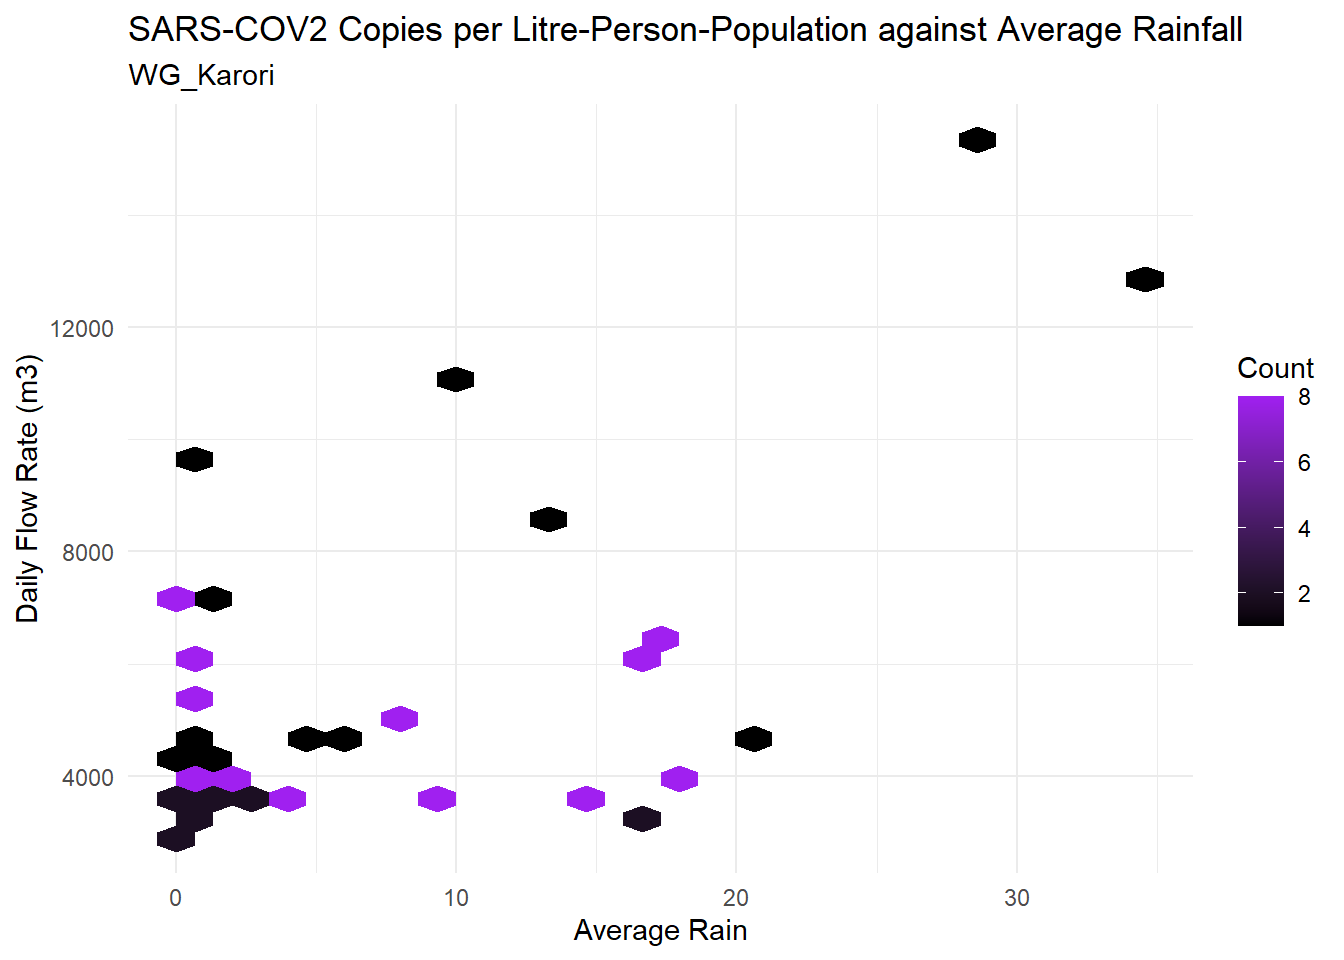 SARS-COV2 Copies per Litre-Person-Population against Average Rainfall
WG_Karori
Daily Flow Rate (m3)
12000
8000
4000
0
10
20
30
Average Rain
Count
8
6
4
2